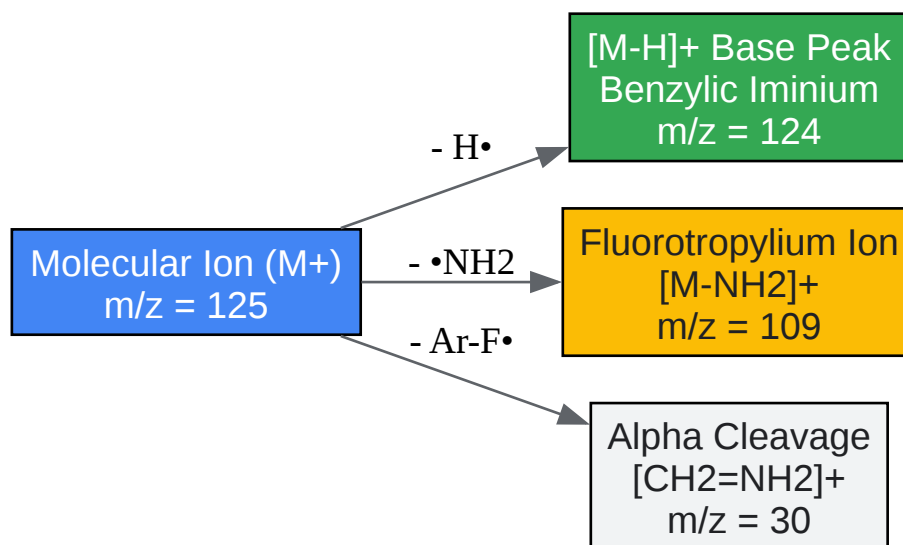 [M-H]+ Base Peak
Benzylic Iminium
m/z = 124
- H•
Molecular Ion (M+)
m/z = 125
- •NH2
Fluorotropylium Ion
[M-NH2]+
m/z = 109
- Ar-F•
Alpha Cleavage
[CH2=NH2]+
m/z = 30